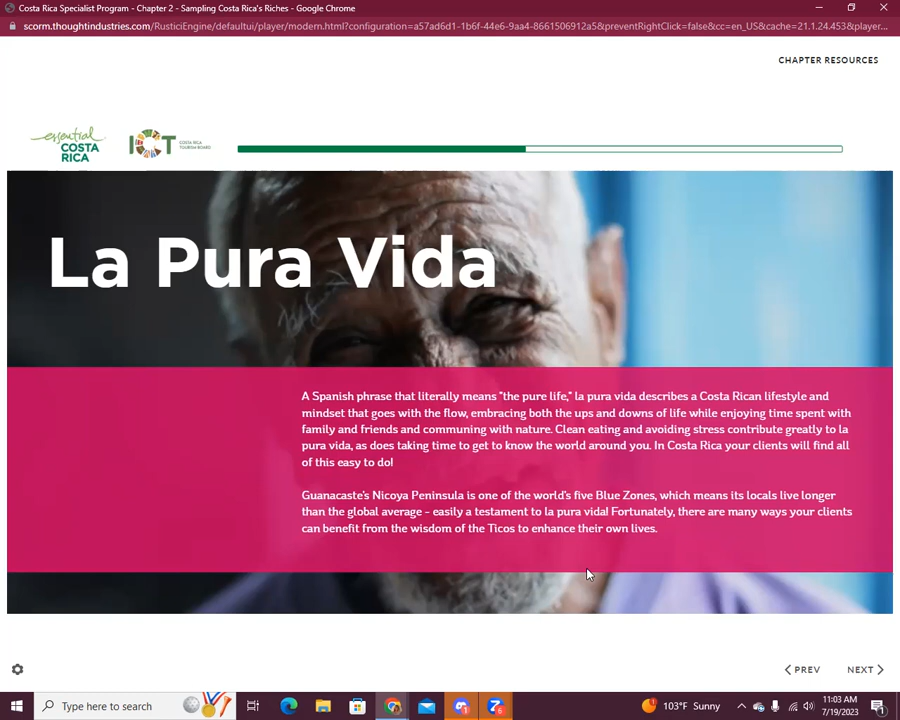 Costa Rica Specialist Program - Chapter 2 - Sampling Costa Rica's Riches - Google Chrome
scorm.thoughtindustries.com/RusticiEngine/defaultui/player/modern.html?configuration=a57ad6d1-1b6f-44e6-9aa4-8661506912a5&preventRightClick=false&cc=en_US&cache=21.1.24.453&player...
CHAPTER RESOURCES
essential
COSTA
RICA
ICT
COSTA RICA
TOURISM BOARD
La Pura Vida
A Spanish phrase that literally means "the pure life," la pura vida describes a Costa Rican lifestyle and
mindset that goes with the flow, embracing both the ups and downs of life while enjoying time spent with
family and friends and communing with nature. Clean eating and avoiding stress contribute greatly to la
pura vida, as does taking time to get to know the world around you. In Costa Rica your clients will find all
of this easy to do!
Guanacaste's Nicoya Peninsula is one of the world's five Blue Zones, which means its locals live longer
than the global average – easily a testament to la pura vida! Fortunately, there are many ways your clients
can benefit from the wisdom of the Ticos to enhance their own lives.
PREV
NEXT
Type here to search
103°F Sunny
11:03 AM
7/19/2023